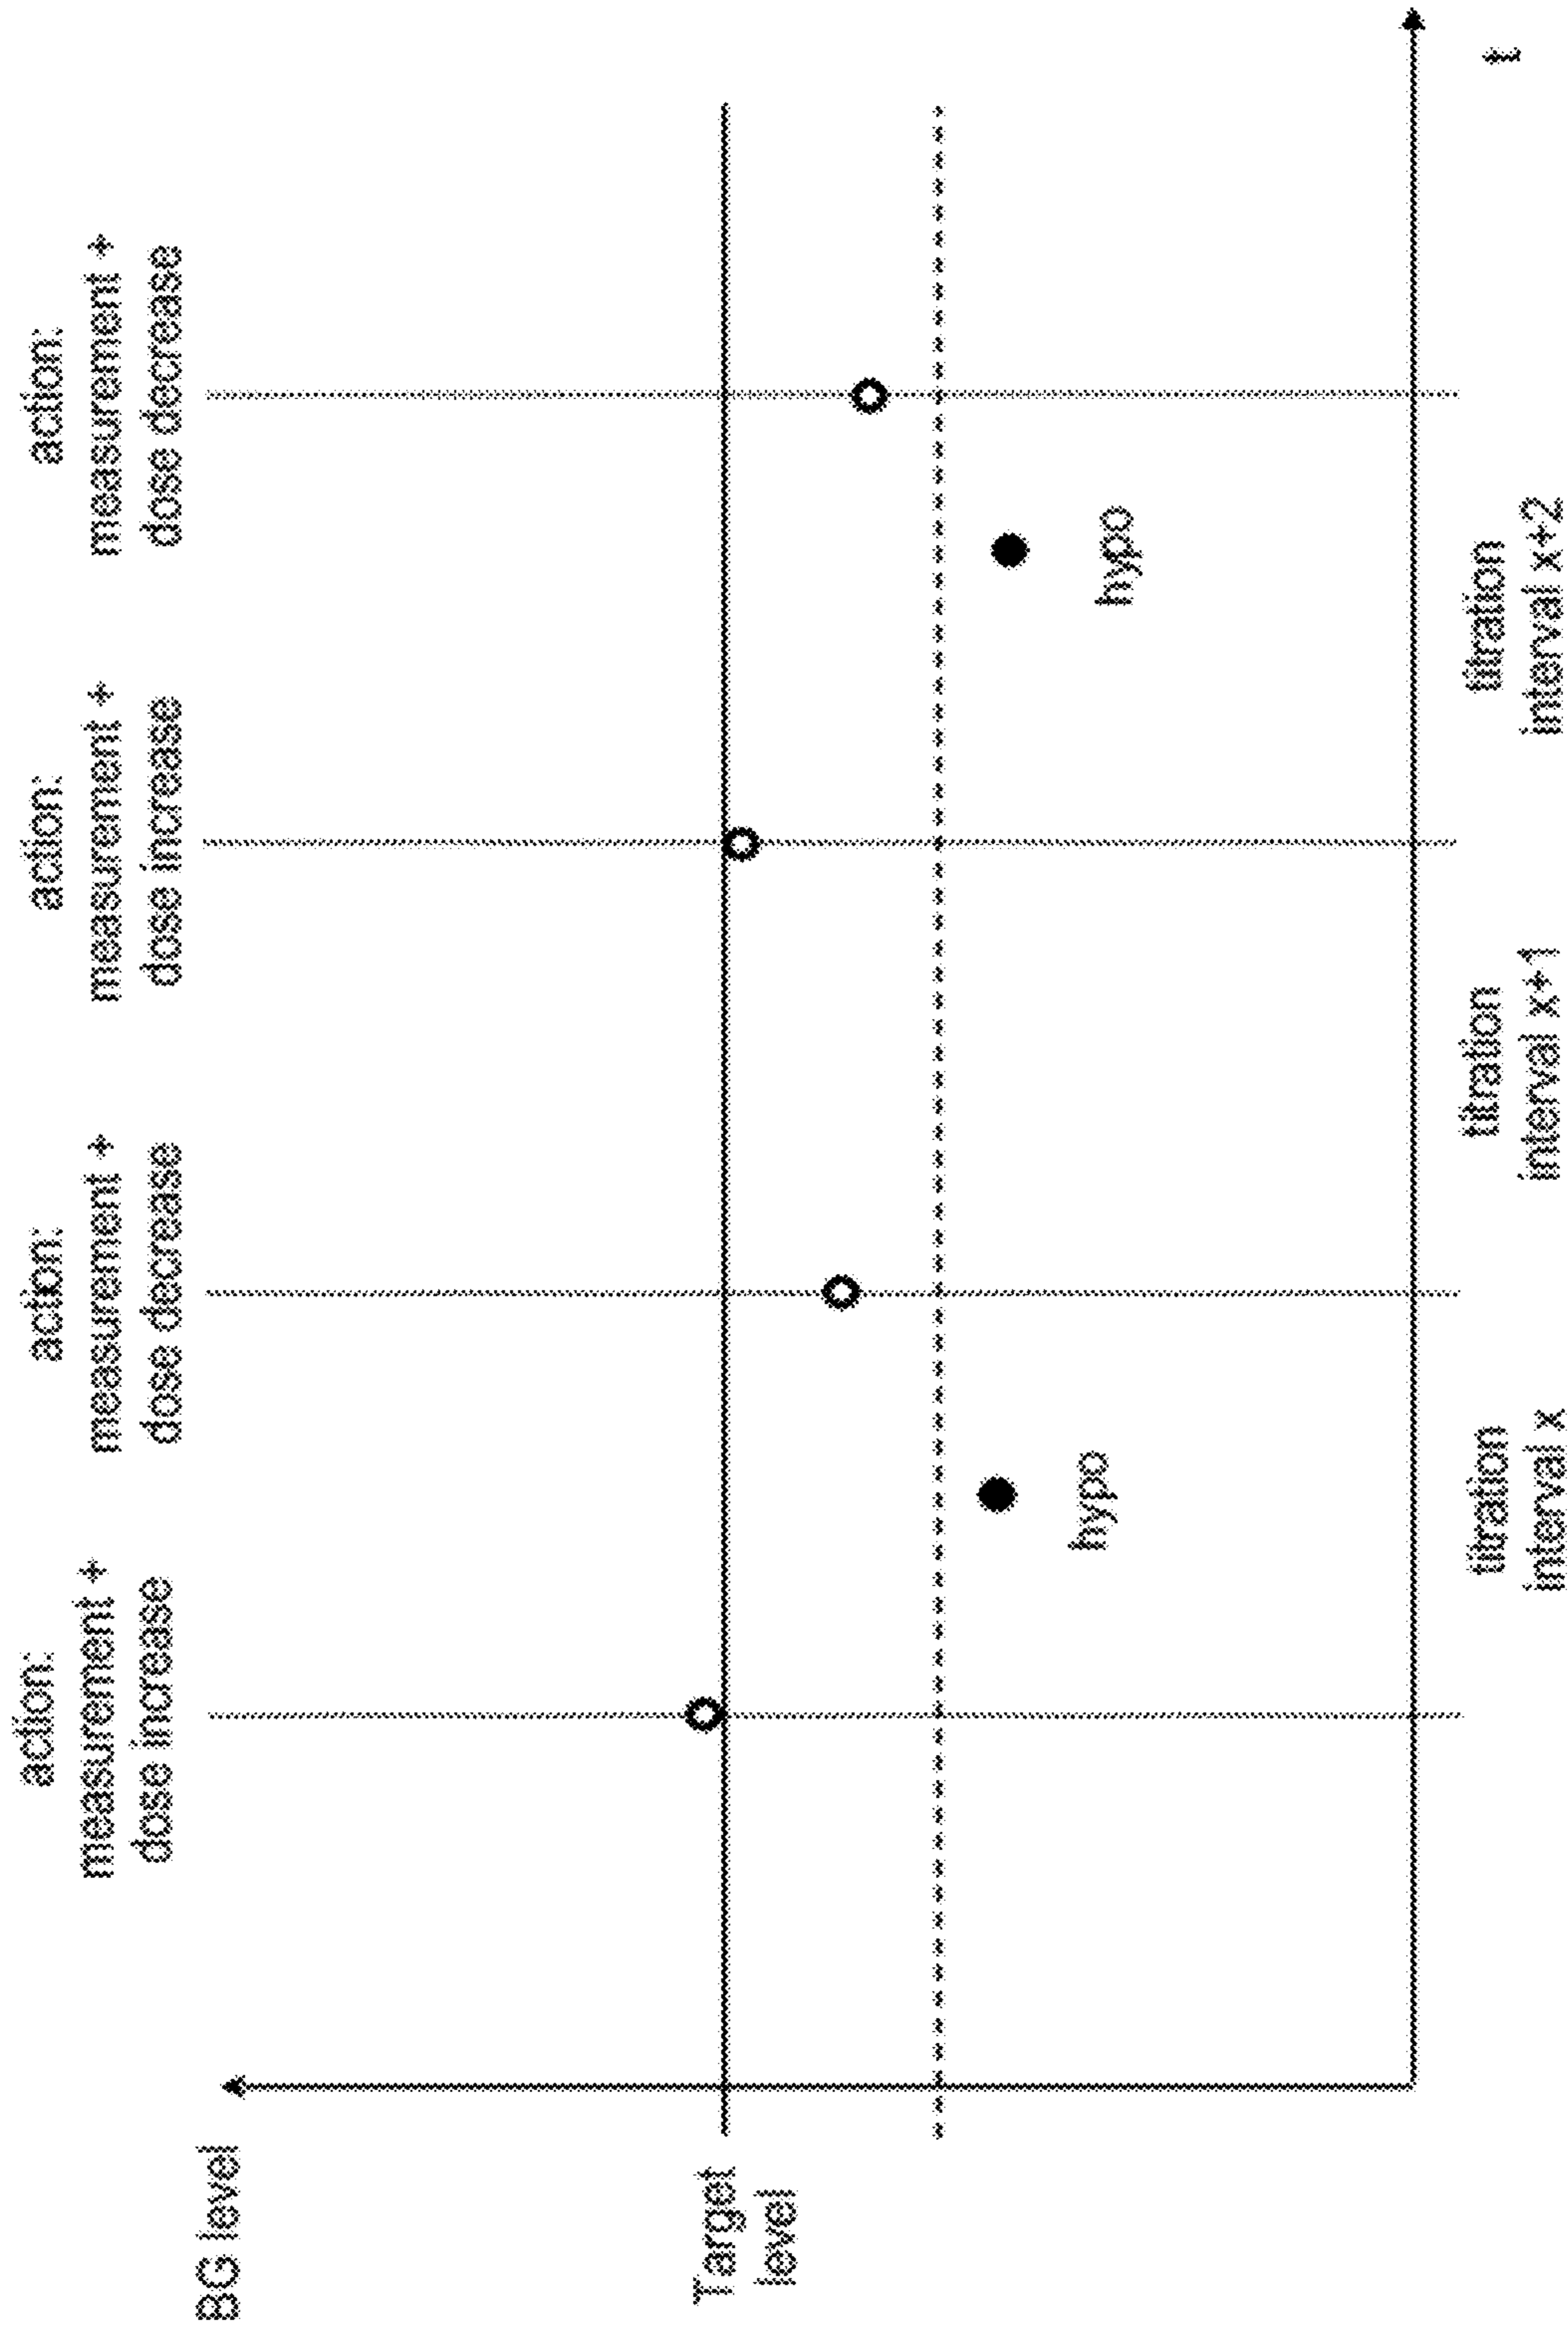 action:
measurement +
dose increase
action:
measurement +
dose decrease
action:
measurement +
dose increase
action:
measurement +
dose decrease
BG level
Target
level
hypo
hypo
titration
interval x
titration
interval x+1
titration
interval x+2
t